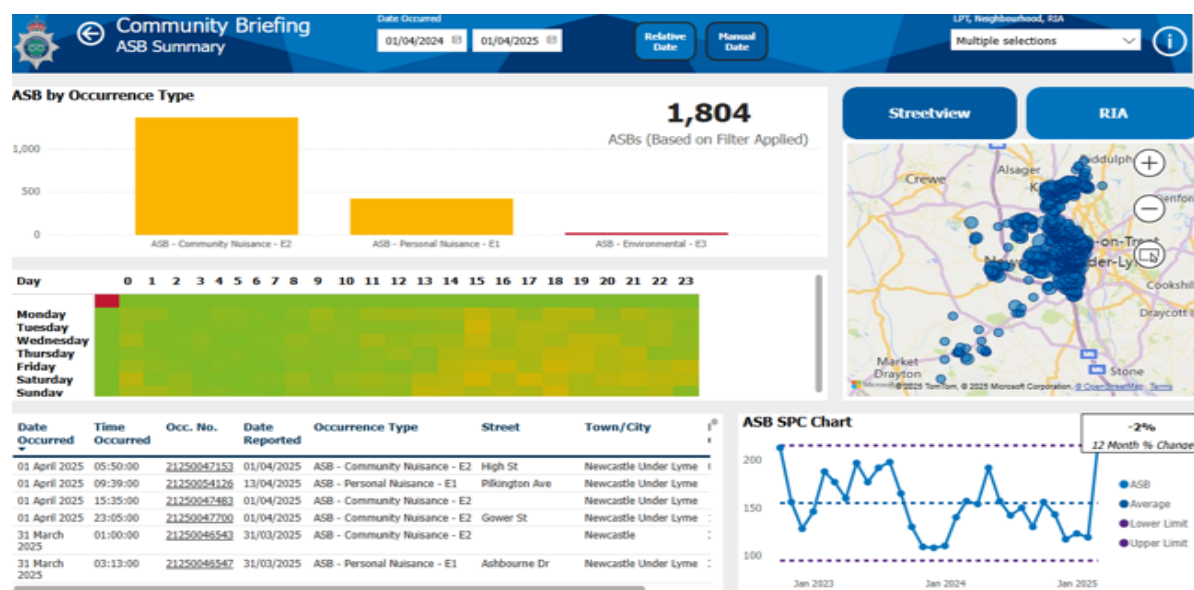 Community Briefing
ASB Summary
Date Occurred
01/04/2024 01/04/2025
Relative Date
Manual Date
LPT, Neighbourhood, RIA
Multiple selections
i
ASB by Occurrence Type
1,804
ASBs (Based on Filter Applied)
1,000
500
0
ASB - Community Nuisance - E2 ASB - Personal Nuisance - E1 ASB - Environmental - E3
Streetview RIA
Crewe
Alsager
Market Drayton
Stone
Cookshil
Draycott
M6
M6
© 2025 TomTom, © 2025 Microsoft Corporation, © OpenStreetMap Terms
Day 0 1 2 3 4 5 6 7 8 9 10 11 12 13 14 15 16 17 18 19 20 21 22 23
Monday
Tuesday
Wednesday
Thursday
Friday
Saturday
Sunday
Date Occurred Time Occurred Occ. No. Date Reported Occurrence Type Street Town/City
01 April 2025 05:50:00 21250047153 01/04/2025 ASB - Community Nuisance - E2 High St Newcastle Under Lyme
01 April 2025 09:39:00 21250054126 13/04/2025 ASB - Personal Nuisance - E1 Pilkington Ave Newcastle Under Lyme
01 April 2025 15:35:00 21250047483 01/04/2025 ASB - Community Nuisance - E2 Newcastle Under Lyme
01 April 2025 23:05:00 21250047700 01/04/2025 ASB - Community Nuisance - E2 Gower St Newcastle Under Lyme
31 March 2025 01:00:00 21250046543 31/03/2025 ASB - Community Nuisance - E2 Newcastle
31 March 2025 03:13:00 21250046547 31/03/2025 ASB - Personal Nuisance - E1 Ashbourne Dr Newcastle Under Lyme
ASB SPC Chart
-2%
12 Month % Change
200
150
100
Jan 2023 Jan 2024 Jan 2025
ASB
Average
Lower Limit
Upper Limit